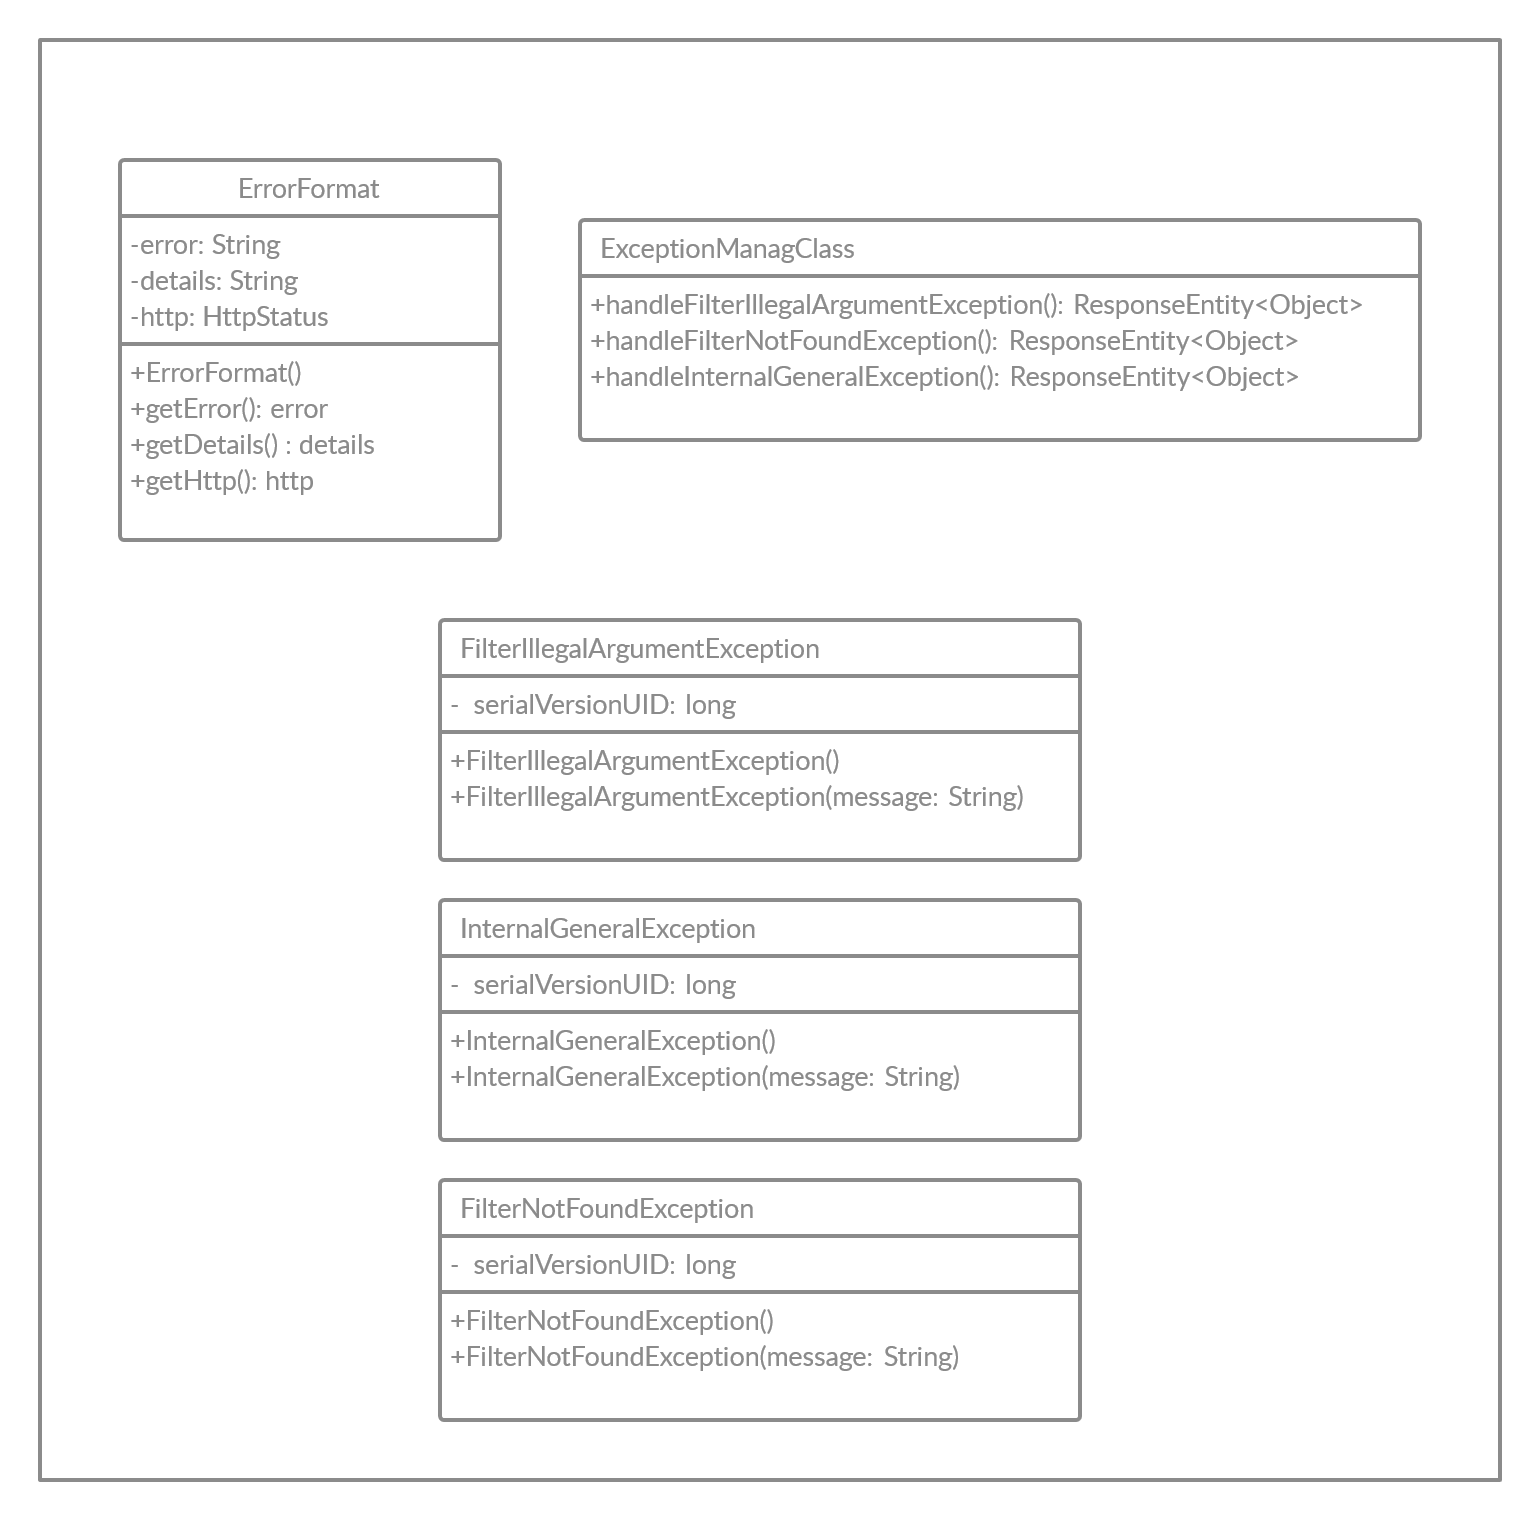 ErrorFormat
-error: String
-details: String
-http: HttpStatus
+ErrorFormat()
+getError(): error
+getDetails() : details
+getHttp(): http
ExceptionManagClass
+handleFilterIllegalArgumentException(): ResponseEntity<Object>
+handleFilterNotFoundException(): ResponseEntity<Object>
+handleInternalGeneralException(): ResponseEntity<Object>
FilterIllegalArgumentException
- serialVersionUID: long
+FilterIllegalArgumentException()
+FilterIllegalArgumentException(message: String)
InternalGeneralException
- serialVersionUID: long
+InternalGeneralException()
+InternalGeneralException(message: String)
FilterNotFoundException
- serialVersionUID: long
+FilterNotFoundException()
+FilterNotFoundException(message: String)